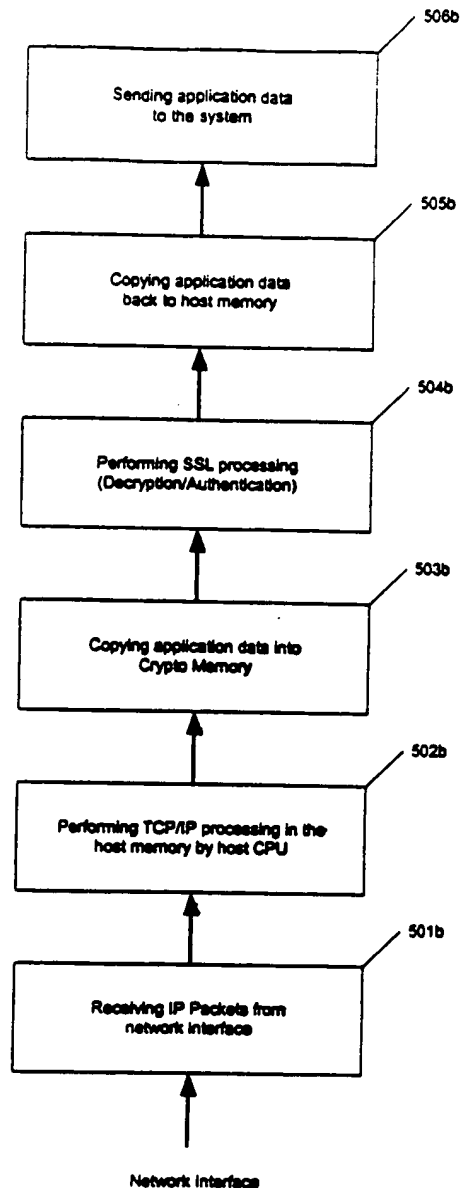 506b
Sending application data
to the system
505b
Copying application data
back to host memory
504b
Performing SSL processing
(Decryption/Authentication)
503b
Copying application data into
Crypto Memory
502b
Performing TCP/IP processing in the
host memory by host CPU
501b
Receiving IP Packets from
network interface
Network Interface